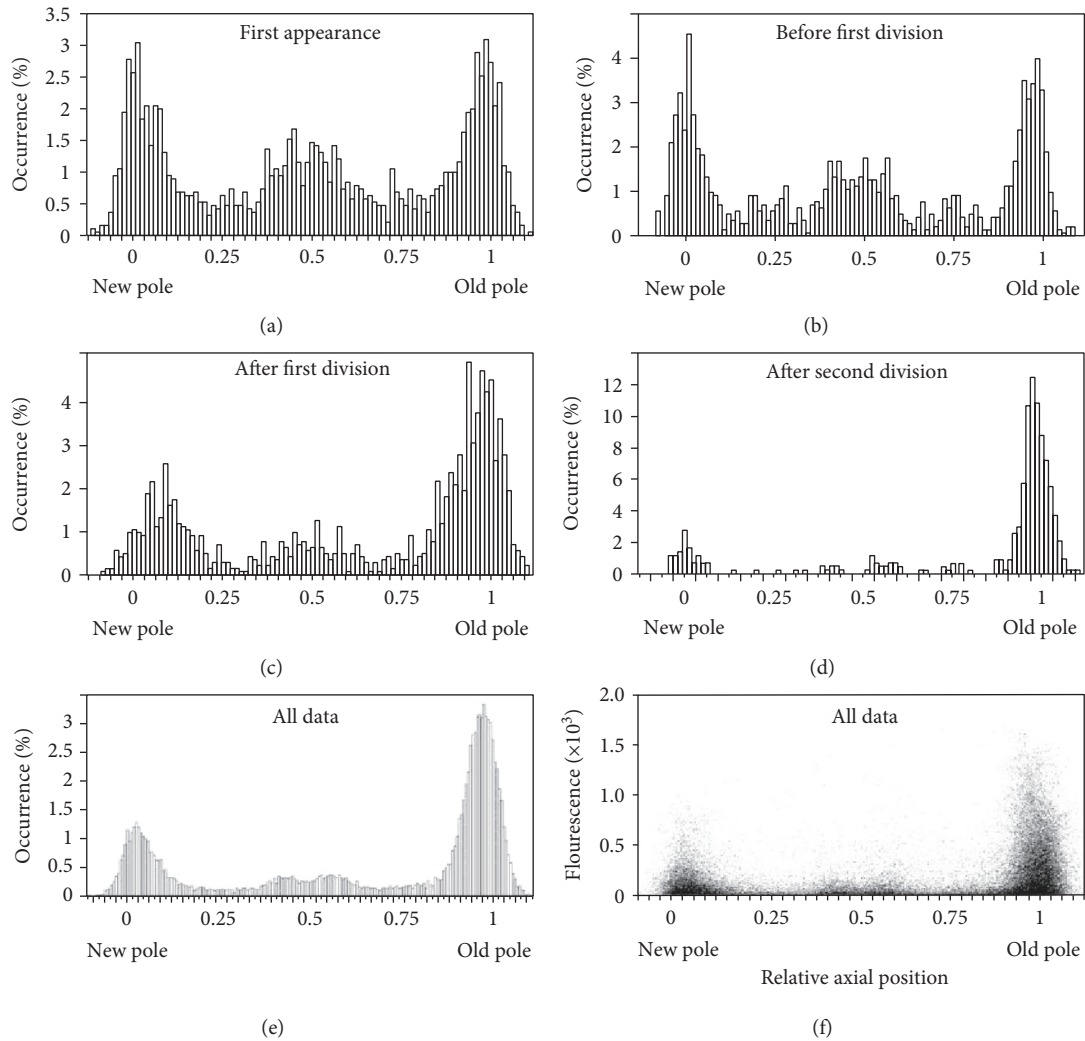 First appearance
Occurrence (%)
3.5
3
2.5
2
1.5
1
0.5
0
0 0.25 0.5 0.75 1
New pole Old pole
(a)
Before first division
Occurrence (%)
4
3
2
1
0
0 0.25 0.5 0.75 1
New pole Old pole
(b)
After first division
Occurrence (%)
4
3
2
1
0
0 0.25 0.5 0.75 1
New pole Old pole
(c)
After second division
Occurrence (%)
12
10
8
6
4
2
0
0 0.25 0.5 0.75 1
New pole Old pole
(d)
All data
Occurrence (%)
3
2.5
2
1.5
1
0.5
0
0 0.25 0.5 0.75 1
New pole Old pole
(e)
All data
Flourescence (×10³)
2.0
1.5
1.0
0.5
0
0 0.25 0.5 0.75 1
New pole Old pole
Relative axial position
(f)